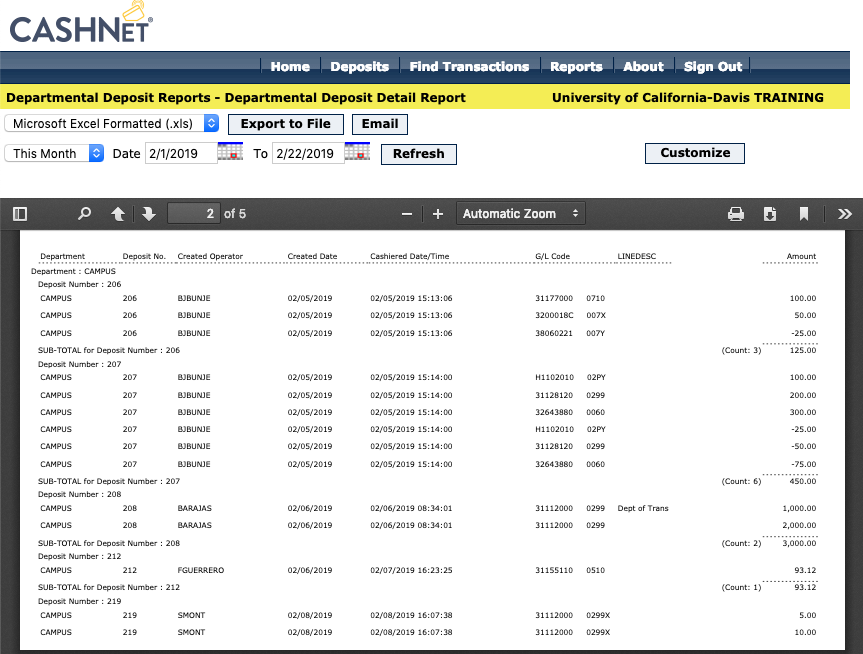 CASHNET®
Home Deposits Find Transactions Reports About Sign Out
Departmental Deposit Reports - Departmental Deposit Detail Report University of California-Davis TRAINING
Microsoft Excel Formatted (.xls) Export to File Email
This Month Date 2/1/2019 To 2/22/2019 Refresh Customize
2 of 5 Automatic Zoom
Department Deposit No. Created Operator Created Date Cashiered Date/Time G/L Code LINEDESC Amount
Department : CAMPUS
Deposit Number : 206
CAMPUS 206 BJBUNJE 02/05/2019 02/05/2019 15:13:06 31177000 0710 100.00
CAMPUS 206 BJBUNJE 02/05/2019 02/05/2019 15:13:06 3200018C 007X 50.00
CAMPUS 206 BJBUNJE 02/05/2019 02/05/2019 15:13:06 38060221 007Y -25.00
SUB-TOTAL for Deposit Number : 206 (Count: 3) 125.00
Deposit Number : 207
CAMPUS 207 BJBUNJE 02/05/2019 02/05/2019 15:14:00 H1102010 02PY 100.00
CAMPUS 207 BJBUNJE 02/05/2019 02/05/2019 15:14:00 31128120 0299 200.00
CAMPUS 207 BJBUNJE 02/05/2019 02/05/2019 15:14:00 32643880 0060 300.00
CAMPUS 207 BJBUNJE 02/05/2019 02/05/2019 15:14:00 H1102010 02PY -25.00
CAMPUS 207 BJBUNJE 02/05/2019 02/05/2019 15:14:00 31128120 0299 -50.00
CAMPUS 207 BJBUNJE 02/05/2019 02/05/2019 15:14:00 32643880 0060 -75.00
SUB-TOTAL for Deposit Number : 207 (Count: 6) 450.00
Deposit Number : 208
CAMPUS 208 BARAJAS 02/06/2019 02/06/2019 08:34:01 31112000 0299 Dept of Trans 1,000.00
CAMPUS 208 BARAJAS 02/06/2019 02/06/2019 08:34:01 31112000 0299 2,000.00
SUB-TOTAL for Deposit Number : 208 (Count: 2) 3,000.00
Deposit Number : 212
CAMPUS 212 FGUERRERO 02/06/2019 02/07/2019 16:23:25 31155110 0510 93.12
SUB-TOTAL for Deposit Number : 212 (Count: 1) 93.12
Deposit Number : 219
CAMPUS 219 SMONT 02/08/2019 02/08/2019 16:07:38 31112000 0299X 5.00
CAMPUS 219 SMONT 02/08/2019 02/08/2019 16:07:38 31112000 0299X 10.00